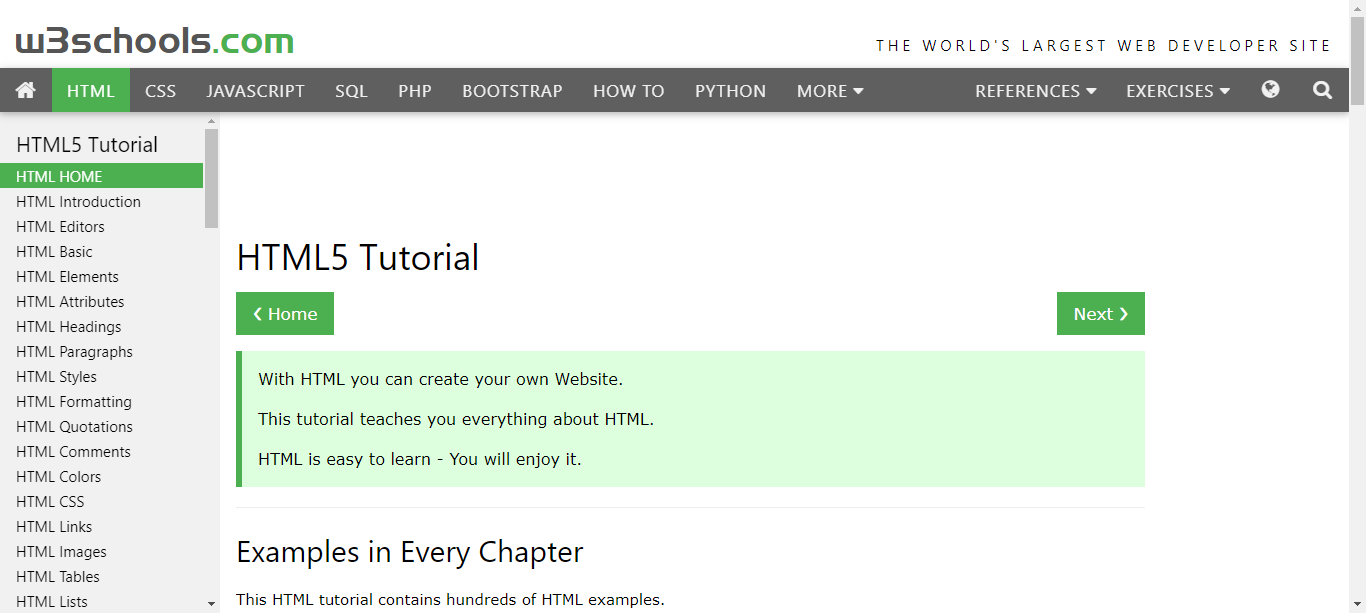 w3schools.com
THE WORLD'S LARGEST WEB DEVELOPER SITE
HTML CSS JAVASCRIPT SQL PHP BOOTSTRAP HOW TO PYTHON MORE REFERENCES EXERCISES
HTML5 Tutorial
HTML HOME
HTML Introduction
HTML Editors
HTML Basic
HTML Elements
HTML Attributes
HTML Headings
HTML Paragraphs
HTML Styles
HTML Formatting
HTML Quotations
HTML Comments
HTML Colors
HTML CSS
HTML Links
HTML Images
HTML Tables
HTML Lists
HTML5 Tutorial
❮ Home
Next ❯
With HTML you can create your own Website.
This tutorial teaches you everything about HTML.
HTML is easy to learn - You will enjoy it.
Examples in Every Chapter
This HTML tutorial contains hundreds of HTML examples.